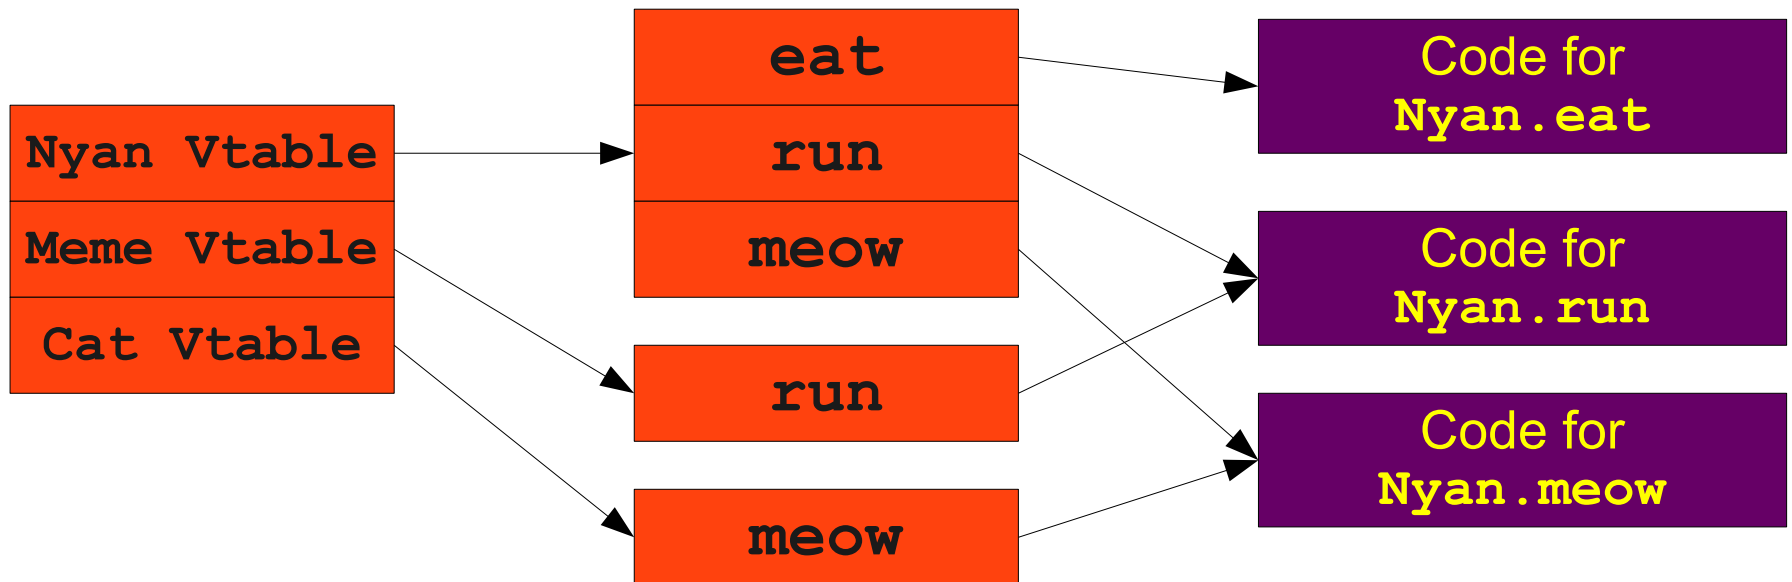 Nyan Vtable
Meme Vtable
Cat Vtable
eat
run
meow
run
meow
Code for
Nyan.eat
Code for
Nyan.run
Code for
Nyan.meow